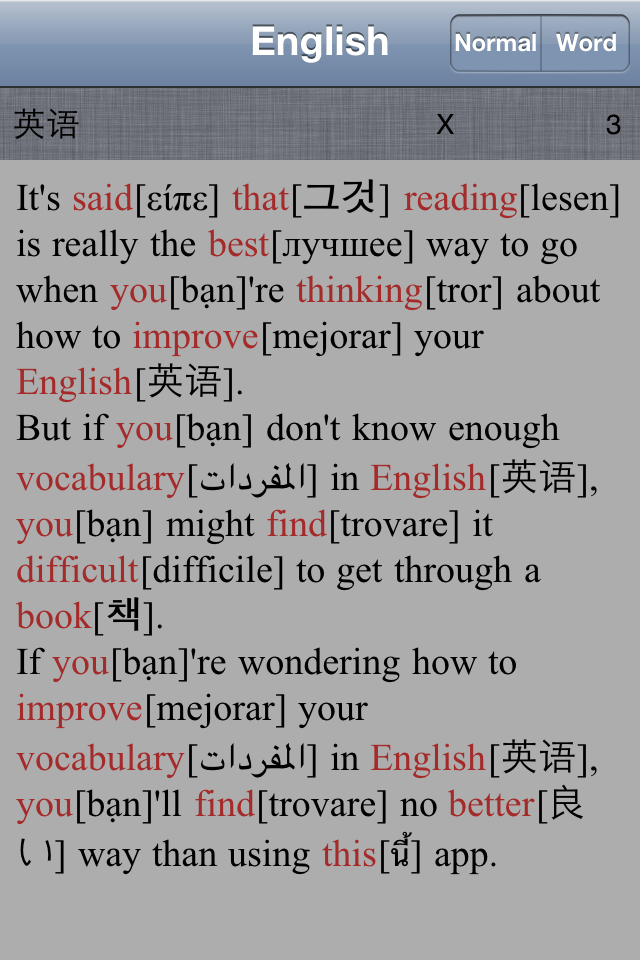 English
Normal Word
英语 X 3
It's said[είπε] that[그것] reading[lesen]
is really the best[лучшее] way to go
when you[bạn]'re thinking[tror] about
how to improve[mejorar] your
English[英语].
But if you[bạn] don't know enough
vocabulary[المفردات] in English[英语],
you[bạn] might find[trovare] it
difficult[difficile] to get through a
book[책].
If you[bạn]'re wondering how to
improve[mejorar] your
vocabulary[المفردات] in English[英语],
you[bạn]'ll find[trovare] no better[良
い] way than using this[นี้] app.